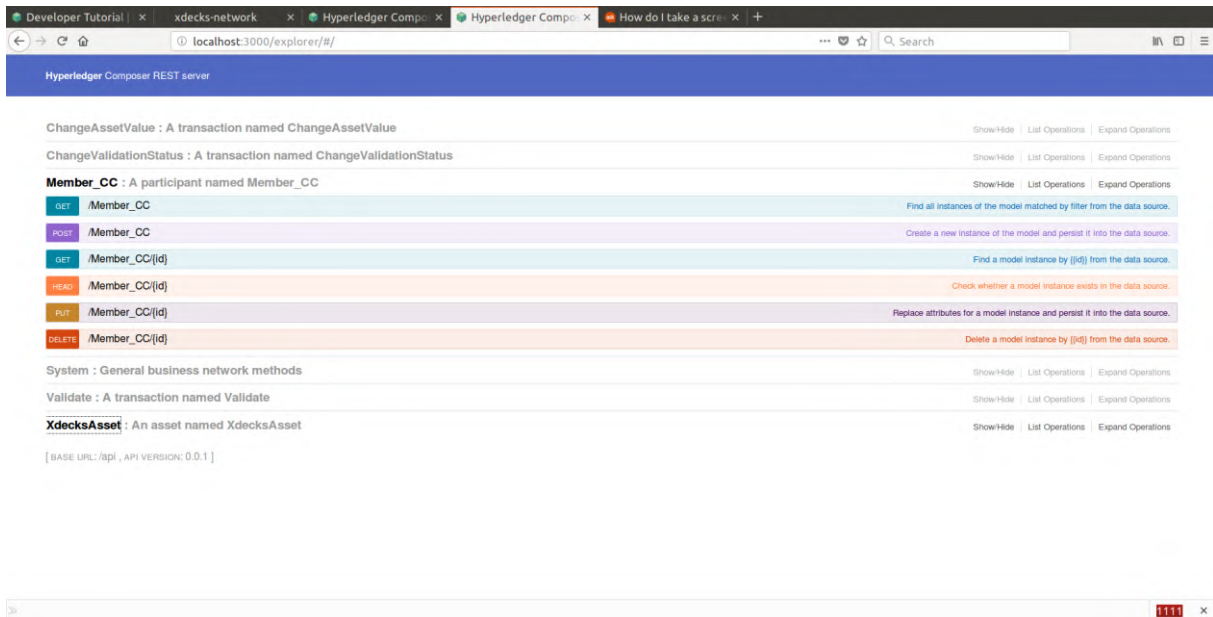 Developer Tutorial | × xdecks-network × Hyperledger Compo × Hyperledger Compo × How do I take a scre × +
localhost:3000/explorer/#/ ••• Search
Hyperledger Composer REST server
ChangeAssetValue : A transaction named ChangeAssetValue Show/Hide | List Operations | Expand Operations
ChangeValidationStatus : A transaction named ChangeValidationStatus Show/Hide | List Operations | Expand Operations
Member_CC : A participant named Member_CC Show/Hide | List Operations | Expand Operations
GET /Member_CC Find all instances of the model matched by filter from the data source.
POST /Member_CC Create a new instance of the model and persist it into the data source.
GET /Member_CC/{id} Find a model instance by {{id}} from the data source.
HEAD /Member_CC/{id} Check whether a model instance exists in the data source.
PUT /Member_CC/{id} Replace attributes for a model instance and persist it into the data source.
DELETE /Member_CC/{id} Delete a model instance by {{id}} from the data source.
System : General business network methods Show/Hide | List Operations | Expand Operations
Validate : A transaction named Validate Show/Hide | List Operations | Expand Operations
XdecksAsset : An asset named XdecksAsset Show/Hide | List Operations | Expand Operations
[ BASE URL: /api , API VERSION: 0.0.1 ]
» 1111 ×